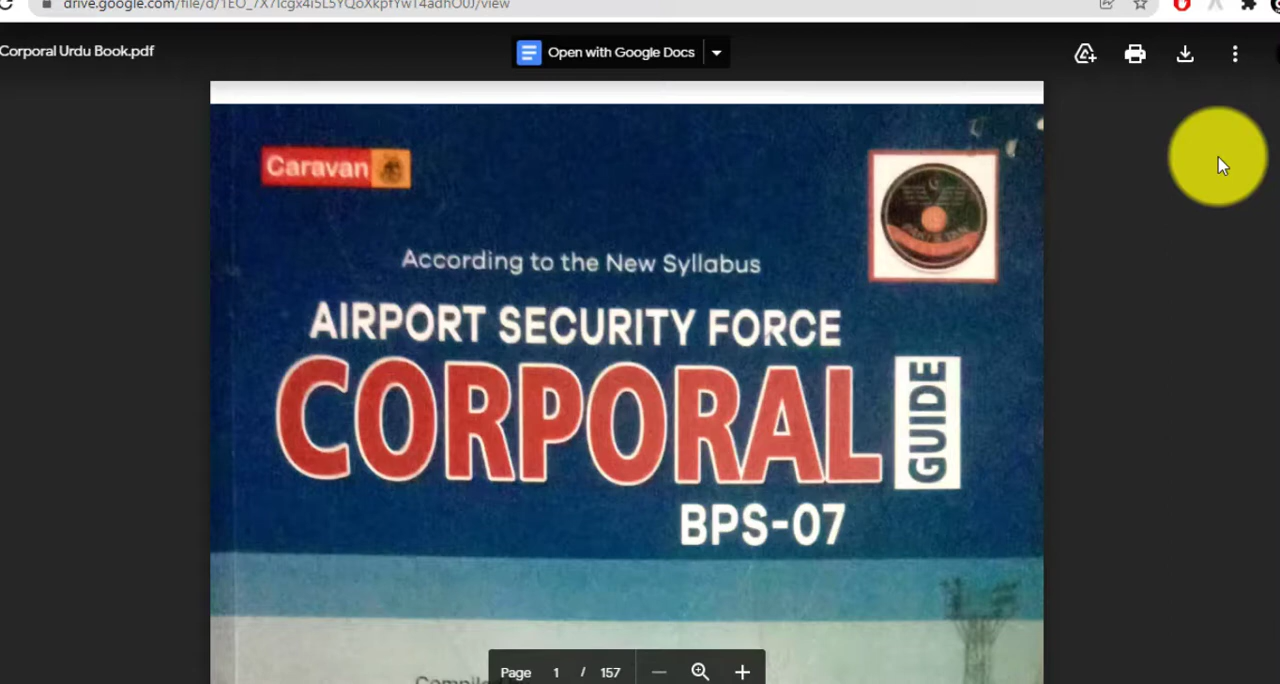 Corporal Urdu Book.pdf
Open with Google Docs
Caravan
According to the New Syllabus
AIRPORT SECURITY FORCE
CORPORAL
GUIDE
BPS-07
Page 1 / 157